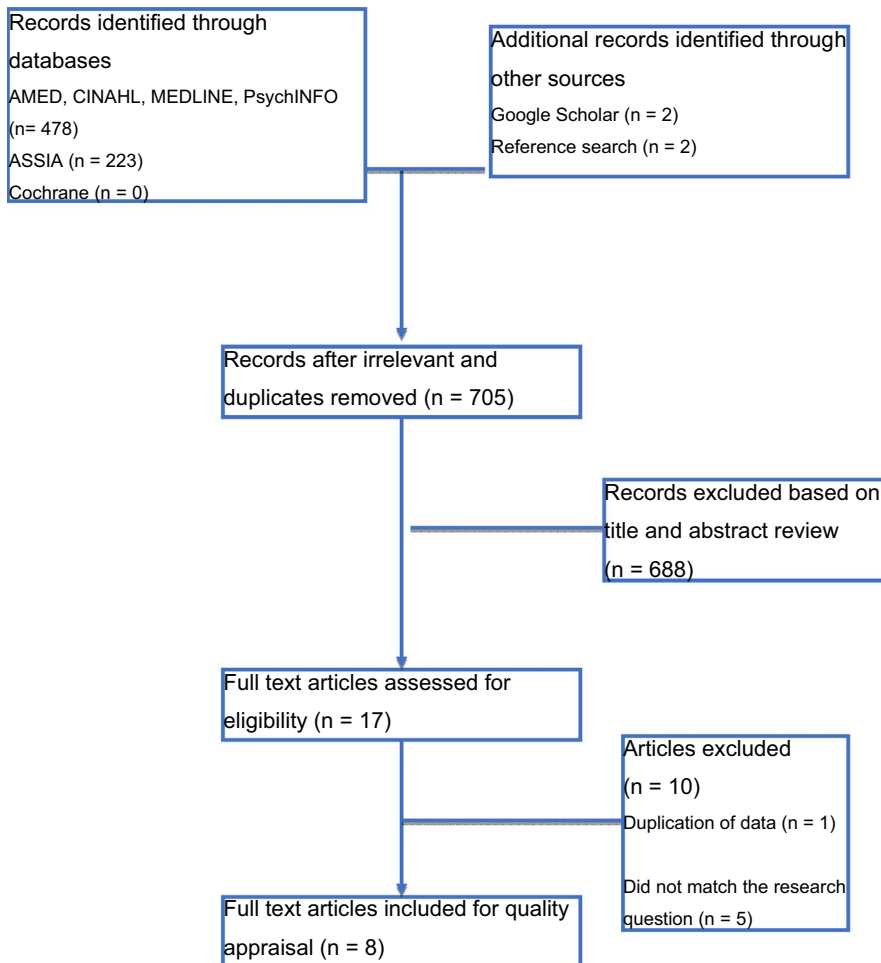 Records identified through
databases
AMED, CINAHL, MEDLINE, PsychINFO
(n= 478)
ASSIA (n = 223)
Cochrane (n = 0)
Additional records identified through
other sources
Google Scholar (n = 2)
Reference search (n = 2)
Records after irrelevant and
duplicates removed (n = 705)
Records excluded based on
title and abstract review
(n = 688)
Full text articles assessed for
eligibility (n = 17)
Articles excluded
(n = 10)
Duplication of data (n = 1)
Did not match the research
question (n = 5)
Full text articles included for quality
appraisal (n = 8)